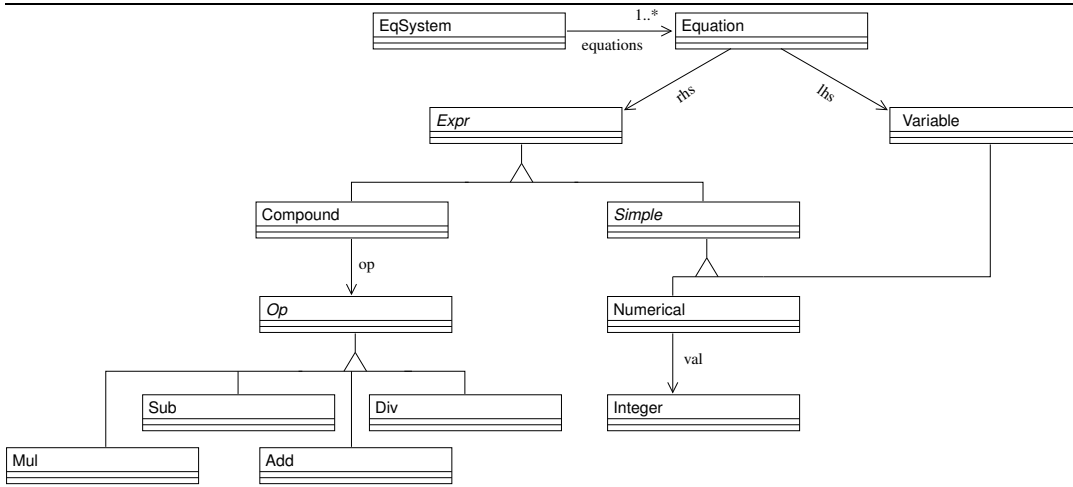 EqSystem
1..*
equations
Equation
rhs
lhs
Expr
Variable
Compound
Simple
op
Op
Numerical
val
Sub
Div
Integer
Mul
Add